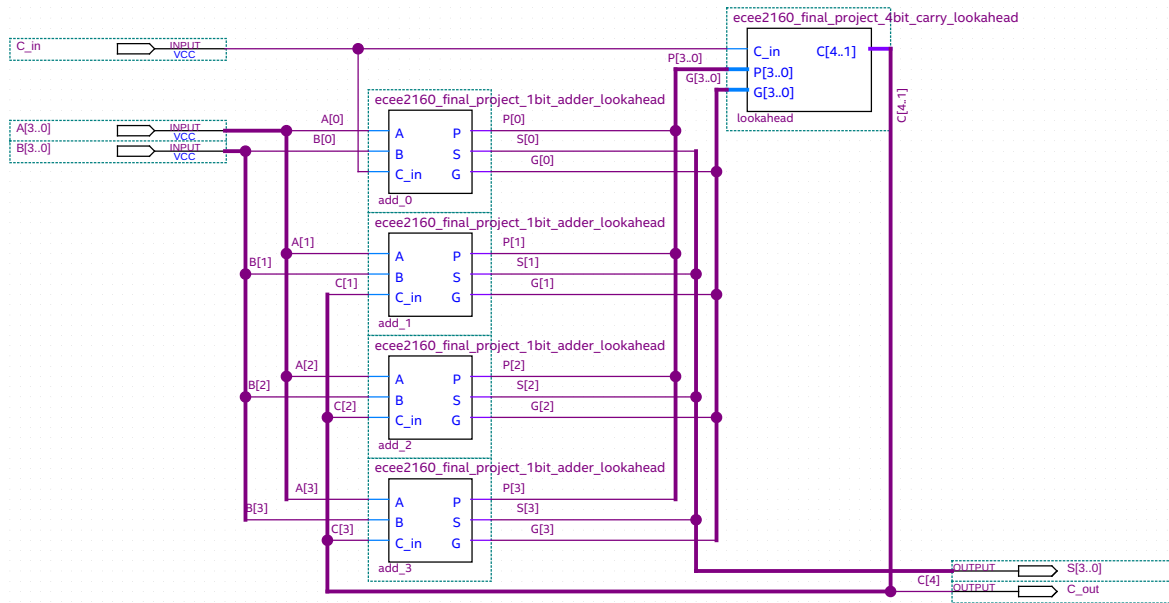 ecee2160_final_project_4bit_carry_lookahead
C_in INPUT VCC
C_in C[4..1]
P[3..0] P[3..0]
G[3..0] G[3..0]
lookahead
C[4..1]
ecee2160_final_project_1bit_adder_lookahead
A[3..0] INPUT VCC A[0] A P P[0]
B[3..0] INPUT VCC B[0] B S S[0]
C_in G G[0]
add_0
ecee2160_final_project_1bit_adder_lookahead
A[1] A P P[1]
B[1] B S S[1]
C[1] C_in G G[1]
add_1
ecee2160_final_project_1bit_adder_lookahead
A[2] A P P[2]
B[2] B S S[2]
C[2] C_in G G[2]
add_2
ecee2160_final_project_1bit_adder_lookahead
A[3] A P P[3]
B[3] B S S[3]
C[3] C_in G G[3]
add_3
OUTPUT S[3..0]
C[4] OUTPUT C_out